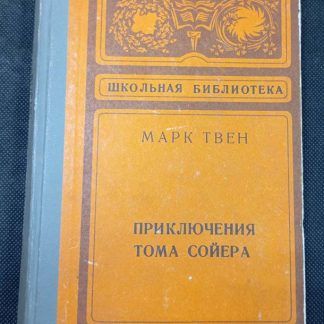 ШКОЛЬНАЯ БИБЛИОТЕКА
МАРК ТВЕН
ПРИКЛЮЧЕНИЯ
ТОМА СОЙЕРА